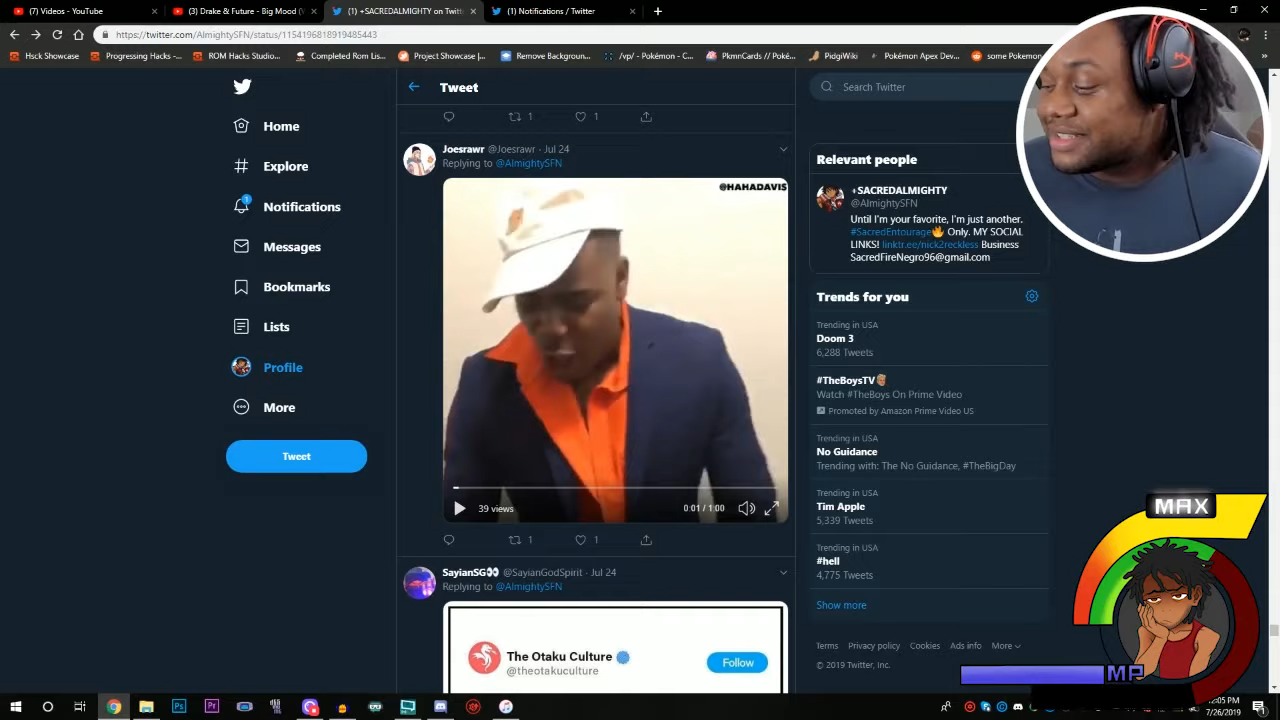 (7) Videos - YouTube
(3) Drake & Future - Big Mood (V
(1) +SACREDALMIGHTY on Twitter
(1) Notifications / Twitter
https://twitter.com/AlmightySFN/status/1154196818919485443
Hsck Showcase
Progressing Hacks -...
ROM Hacks Studio
Completed Rom Lis...
Project Showcase |...
Remove Backgroun...
/vp/ - Pokémon - C...
PkmnCards // Poké...
PidgiWiki
Pokémon Apex Dev...
some Pokemo
Home
Explore
1
Notifications
Messages
Bookmarks
Lists
Profile
More
Tweet
Tweet
1 1
Joesrawr @Joesrawr · Jul 24
Replying to @AlmightySFN
@HAHADAVIS
39 views 0:01 / 1:00
1 1
SayianSG👀 @SayianGodSpirit · Jul 24
Replying to @AlmightySFN
The Otaku Culture
@theotakuculture
Follow
Search Twitter
Relevant people
+SACREDALMIGHTY
@AlmightySFN
Until I'm your favorite, I'm just another.
#SacredEntourage🔥 Only. MY SOCIAL
LINKS! linktr.ee/nick2reckless Business
SacredFireNegro96@gmail.com
Trends for you
Trending in USA
Doom 3
6,288 Tweets
#TheBoysTV
Watch #TheBoys On Prime Video
Promoted by Amazon Prime Video US
Trending in USA
No Guidance
Trending with: The No Guidance, #TheBigDay
Trending in USA
Tim Apple
5,339 Tweets
Trending in USA
#hell
4,775 Tweets
Show more
Terms Privacy policy Cookies Ads info More
© 2019 Twitter, Inc.
MAX
MP
12:05 PM
7/26/2019